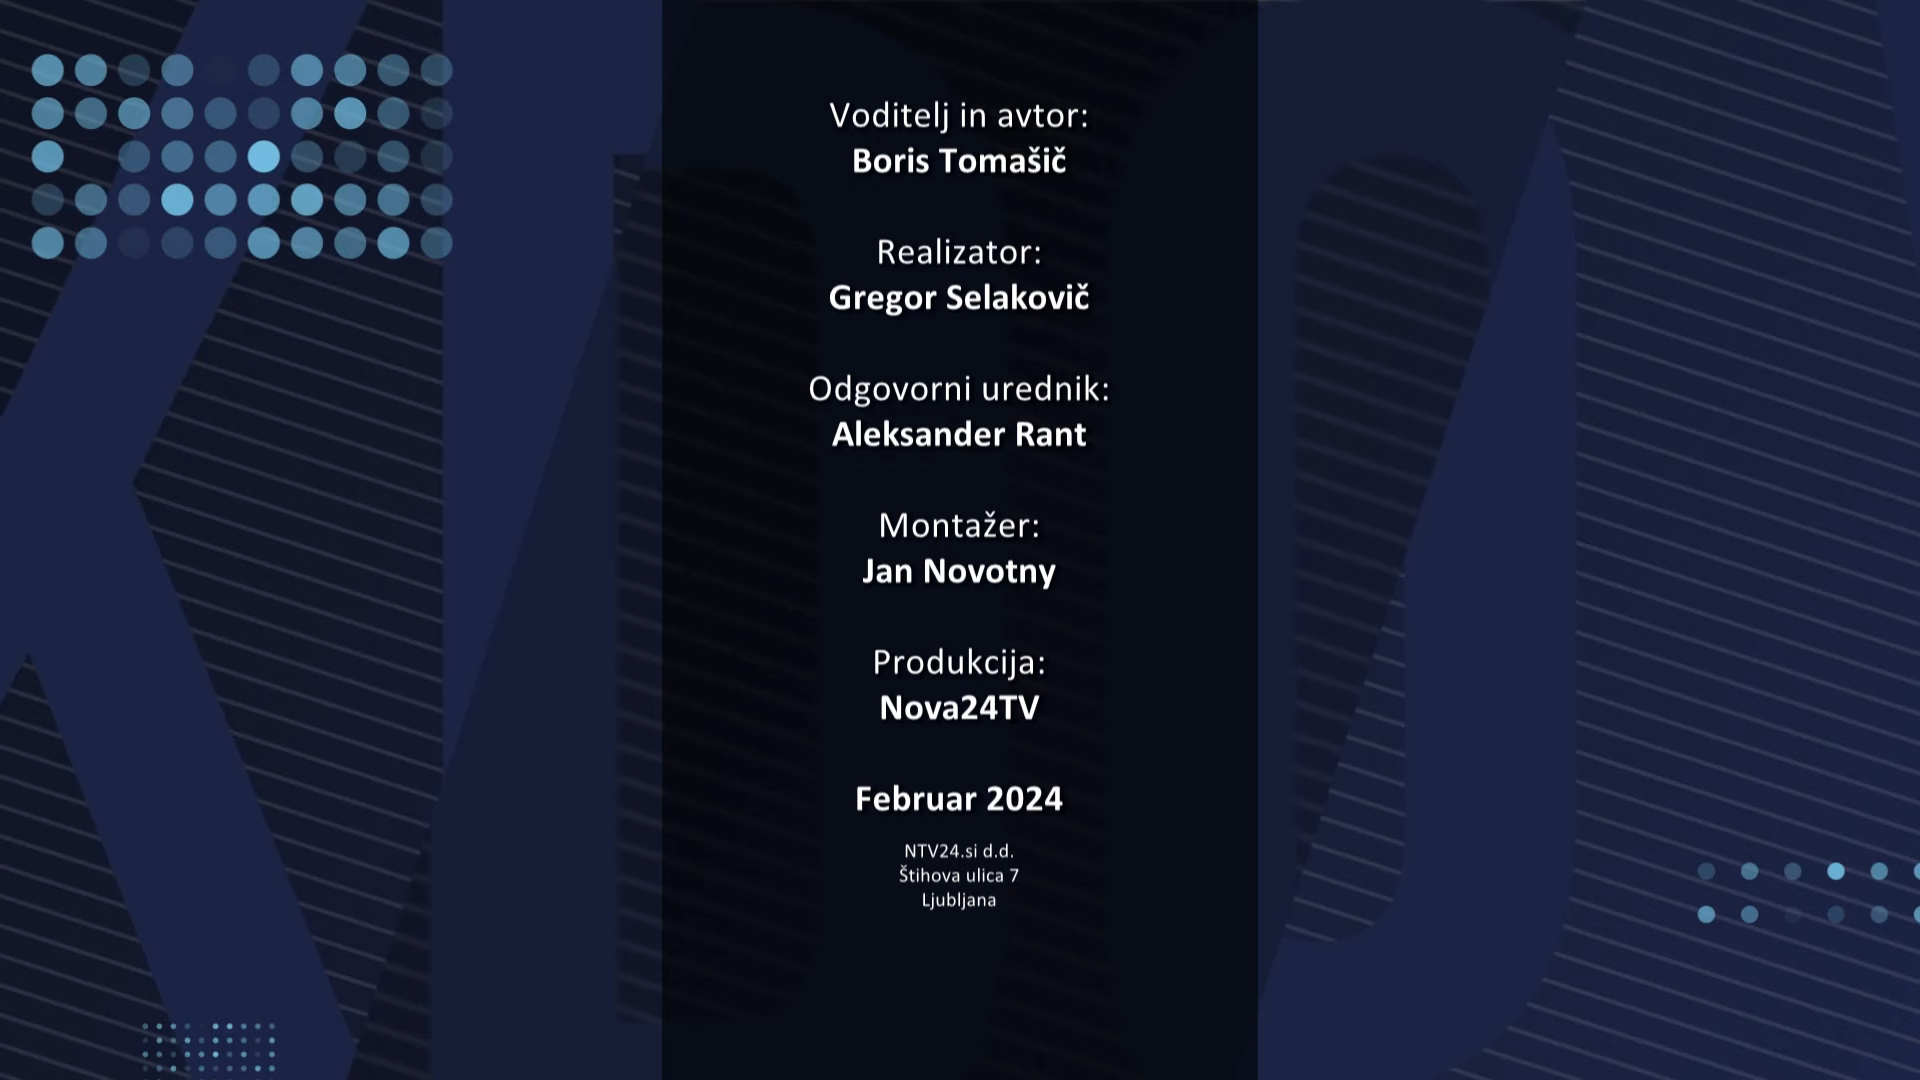 Voditelj in avtor:
Boris Tomašič
Realizator:
Gregor Selakovič
Odgovorni urednik:
Aleksander Rant
Montažer:
Jan Novotny
Produkcija:
Nova24TV
Februar 2024
NTV24.si d.d.
Štihova ulica 7
Ljubljana